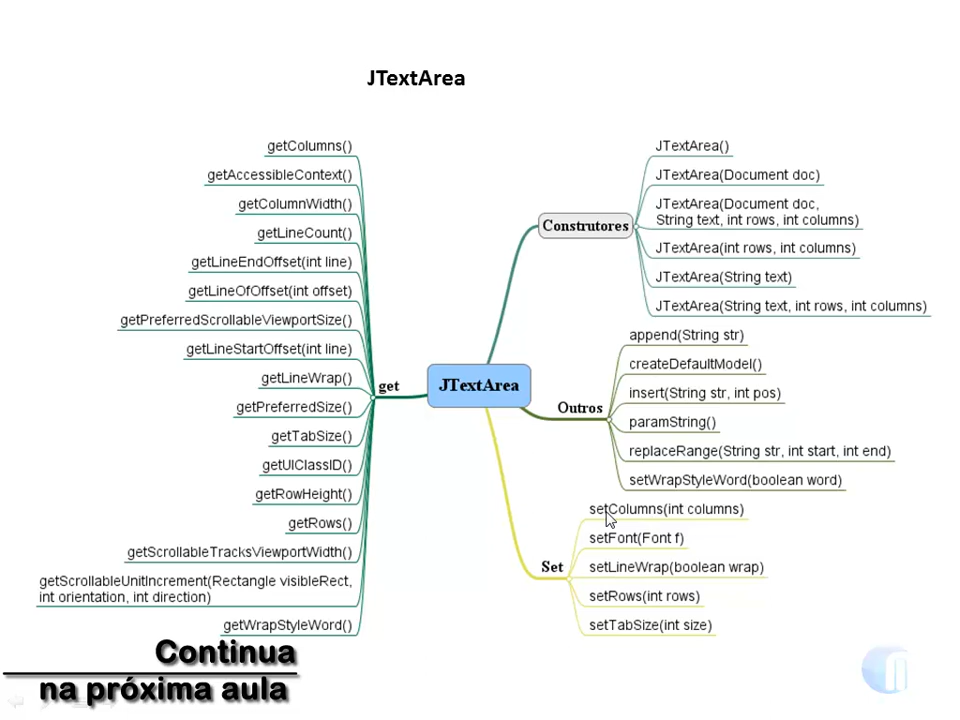 JTextArea
getColumns()
getAccessibleContext()
getColumnWidth()
getLineCount()
getLineEndOffset(int line)
getLineOfOffset(int offset)
getPreferredScrollableViewportSize()
getLineStartOffset(int line)
getLineWrap()
getPreferredSize()
getTabSize()
getUIClassID()
getRowHeight()
getRows()
getScrollableTracksViewportWidth()
getScrollableUnitIncrement(Rectangle visibleRect,
int orientation, int direction)
getWrapStyleWord()
get
JTextArea
Construtores
JTextArea()
JTextArea(Document doc)
JTextArea(Document doc,
String text, int rows, int columns)
JTextArea(int rows, int columns)
JTextArea(String text)
JTextArea(String text, int rows, int columns)
Outros
append(String str)
createDefaultModel()
insert(String str, int pos)
paramString()
replaceRange(String str, int start, int end)
setWrapStyleWord(boolean word)
Set
setColumns(int columns)
setFont(Font f)
setLineWrap(boolean wrap)
setRows(int rows)
setTabSize(int size)
Continua
na próxima aula